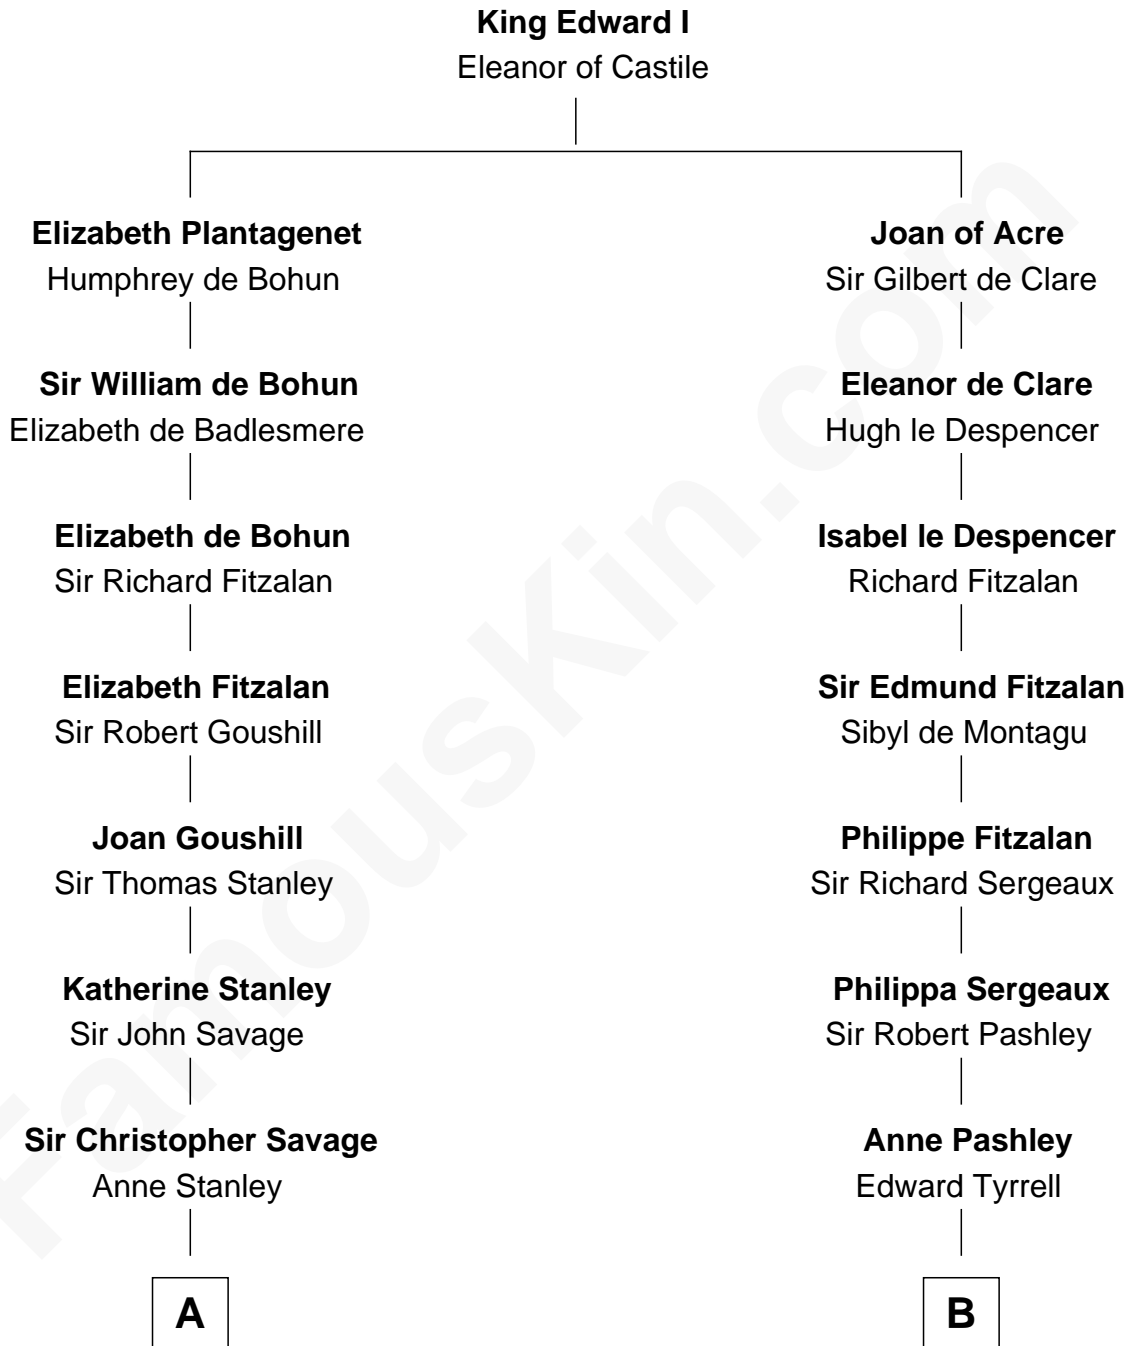 King Edward I
Eleanor of Castile
Elizabeth Plantagenet
Humphrey de Bohun
Joan of Acre
Sir Gilbert de Clare
Sir William de Bohun
Elizabeth de Badlesmere
Eleanor de Clare
Hugh le Despencer
Elizabeth de Bohun
Sir Richard Fitzalan
Isabel le Despencer
Richard Fitzalan
Elizabeth Fitzalan
Sir Robert Goushill
Sir Edmund Fitzalan
Sibyl de Montagu
Joan Goushill
Sir Thomas Stanley
Philippe Fitzalan
Sir Richard Sergeaux
Katherine Stanley
Sir John Savage
Philippa Sergeaux
Sir Robert Pashley
Sir Christopher Savage
Anne Stanley
Anne Pashley
Edward Tyrrell
A
B
FamousKin.com